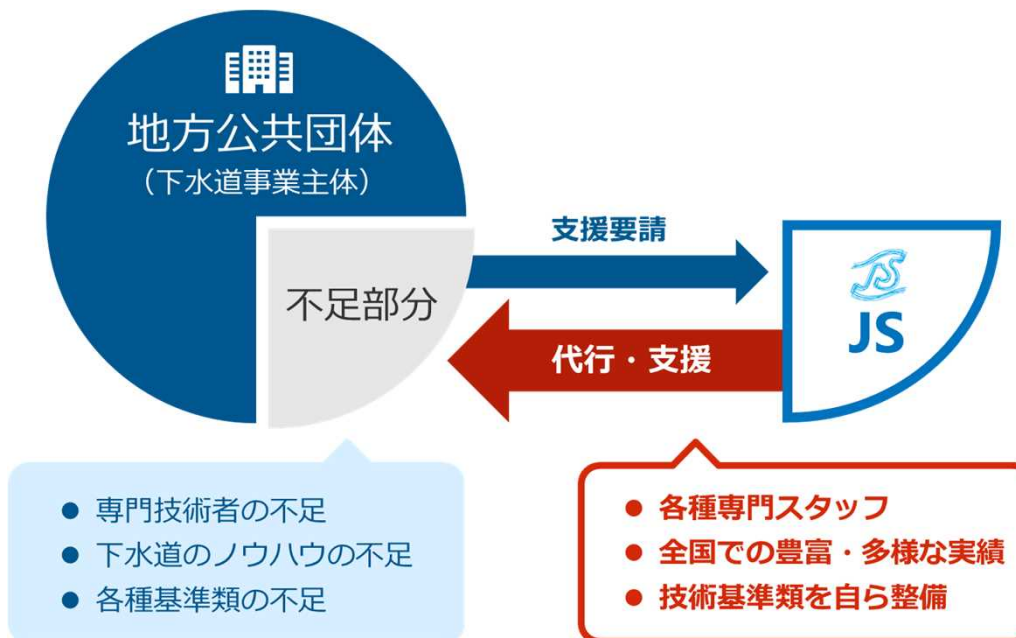 地方公共団体
（下水道事業主体）
不足部分
支援要請
代行・支援
JS
JS
● 専門技術者の不足
● 下水道のノウハウの不足
● 各種基準類の不足
● 各種専門スタッフ
● 全国での豊富・多様な実績
● 技術基準類を自ら整備